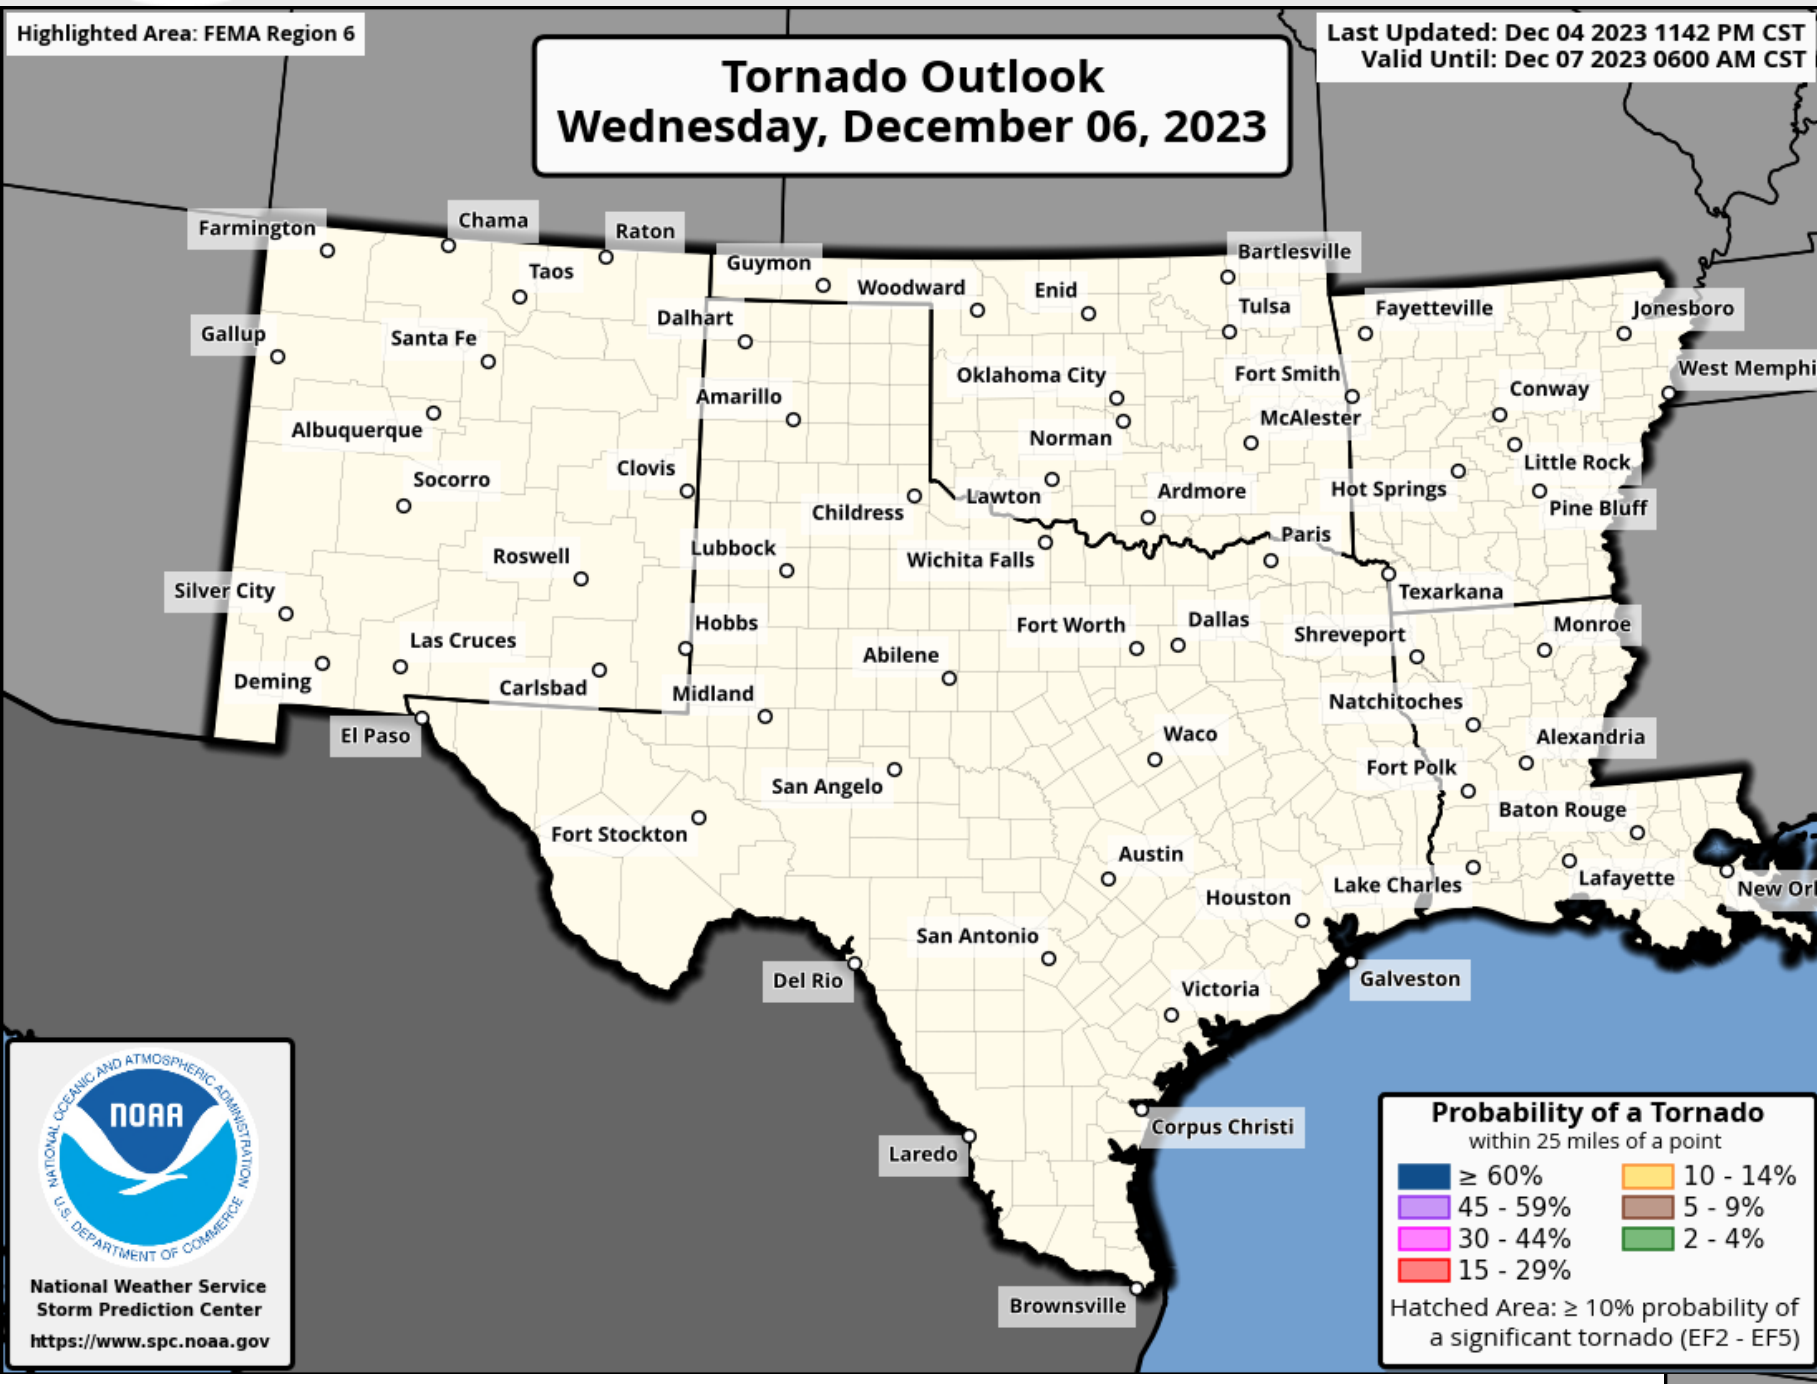 Highlighted Area: FEMA Region 6
Last Updated: Dec 04 2023 1142 PM CST
Valid Until: Dec 07 2023 0600 AM CST
Tornado Outlook
Wednesday, December 06, 2023
Farmington
Chama
Raton
Taos
Guymon
Woodward
Enid
Bartlesville
Tulsa
Fayetteville
Jonesboro
Gallup
Santa Fe
Dalhart
Oklahoma City
Fort Smith
West Memphi
Conway
Amarillo
Albuquerque
Norman
McAlester
Little Rock
Socorro
Clovis
Childress
Lawton
Ardmore
Hot Springs
Pine Bluff
Roswell
Lubbock
Wichita Falls
Paris
Texarkana
Silver City
Las Cruces
Hobbs
Fort Worth
Dallas
Shreveport
Monroe
Deming
Carlsbad
Midland
Abilene
Natchitoches
El Paso
Waco
Alexandria
Fort Polk
San Angelo
Baton Rouge
Fort Stockton
Austin
Houston
Lake Charles
Lafayette
New Orl
San Antonio
Del Rio
Victoria
Galveston
Corpus Christi
Laredo
Brownsville
NATIONAL OCEANIC AND ATMOSPHERIC ADMINISTRATION
NOAA
U.S. DEPARTMENT OF COMMERCE
National Weather Service
Storm Prediction Center
https://www.spc.noaa.gov
Probability of a Tornado
within 25 miles of a point
≥ 60%
10 - 14%
45 - 59%
5 - 9%
30 - 44%
2 - 4%
15 - 29%
Hatched Area: ≥ 10% probability of
a significant tornado (EF2 - EF5)